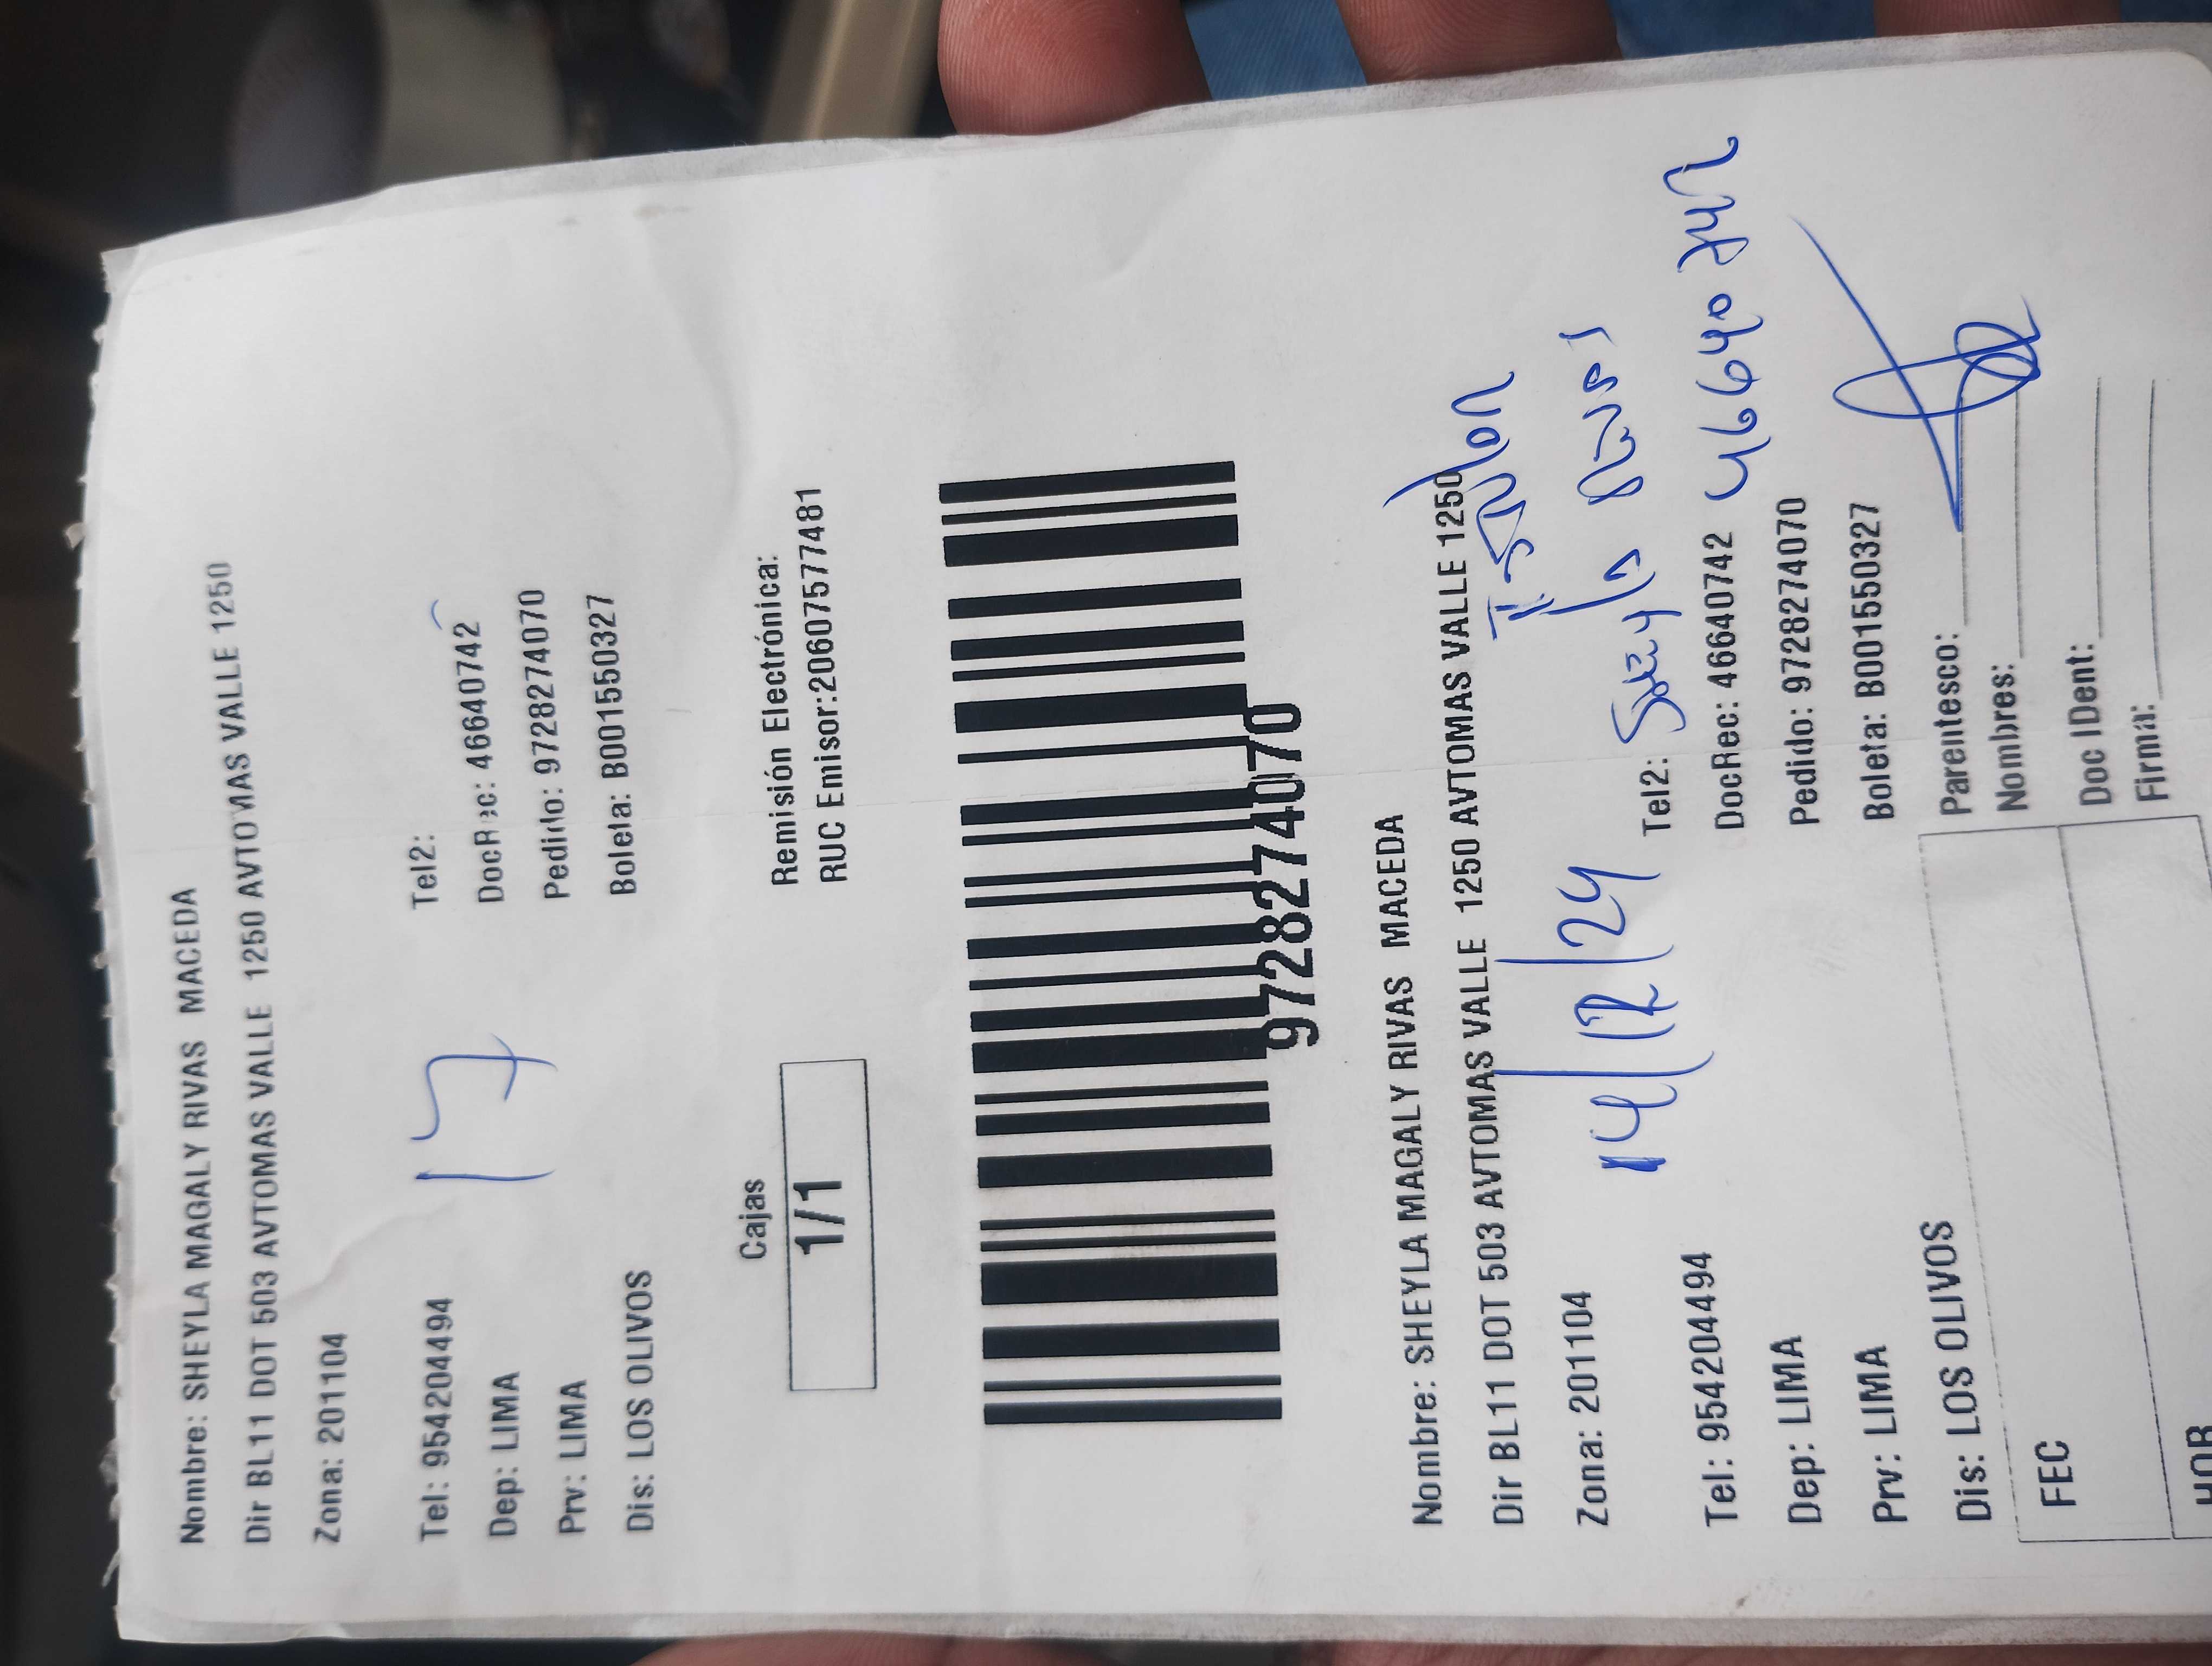 Nombre: SHEYLA MAGALY RIVAS MACEDA
Dir BL11 DOT 503 AVTOMAS VALLE 1250 AVTOMAS VALLE 1250
Zona: 201104
17
Tel: 954204494 Tel2:
Dep: LIMA DocRec: 46640742
Prv: LIMA Pedido: 9728274070
Dis: LOS OLIVOS Boleta: B001550327
Cajas
1/1
Remisión Electrónica:
RUC Emisor:20607577481
9728274070
Nombre: SHEYLA MAGALY RIVAS MACEDA
Dir BL11 DOT 503 AVTOMAS VALLE 1250 AVTOMAS VALLE 1250
Zona: 201104 14/12/24
Tel: 954204494 Tel2:
Dep: LIMA DocRec: 46640742 46640742
Prv: LIMA Pedido: 9728274070
Dis: LOS OLIVOS Boleta: B001550327
FEC
HOR
Parentesco:
Nombres:
Doc IDent:
Firma: